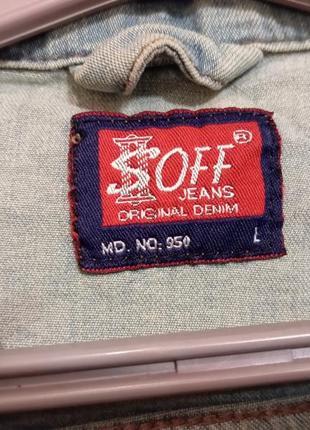 SOFF ®
JEANS
ORIGINAL DENIM
MD. NO: 950 L